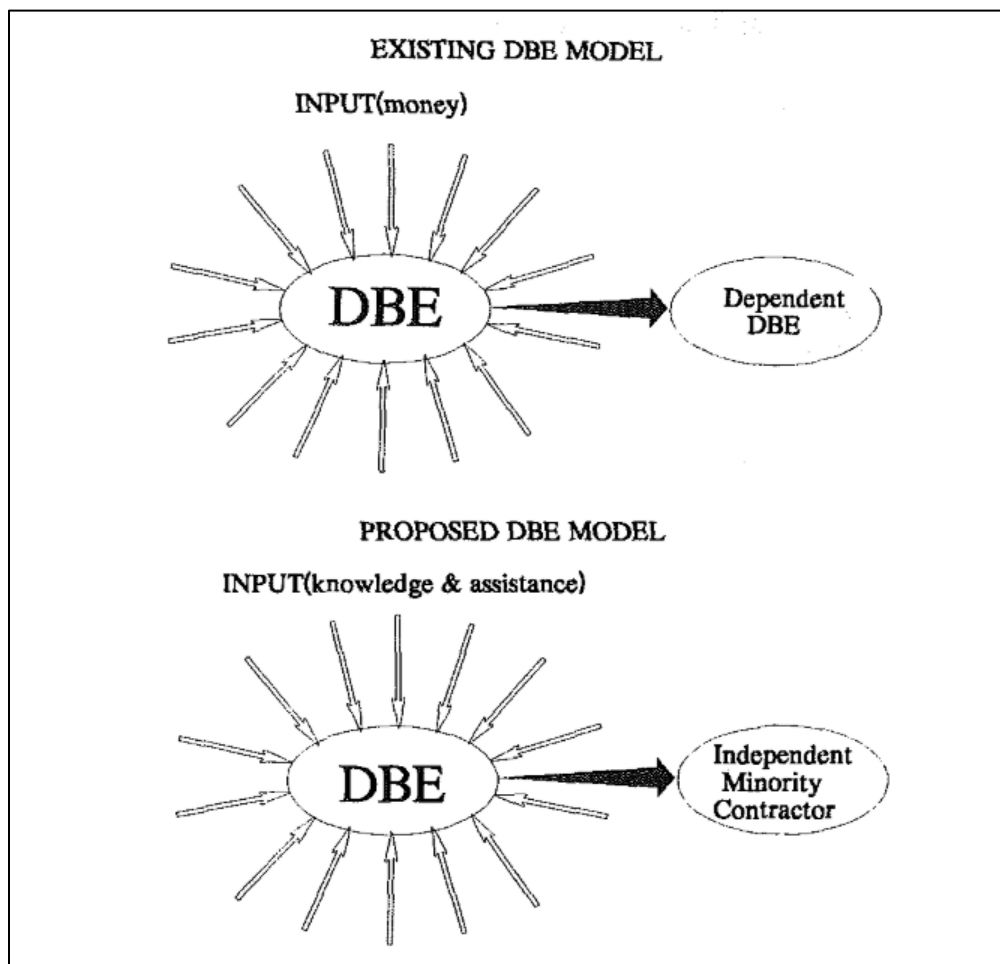 EXISTING DBE MODEL
INPUT(money)
DBE
Dependent
DBE
PROPOSED DBE MODEL
INPUT(knowledge & assistance)
DBE
Independent
Minority
Contractor